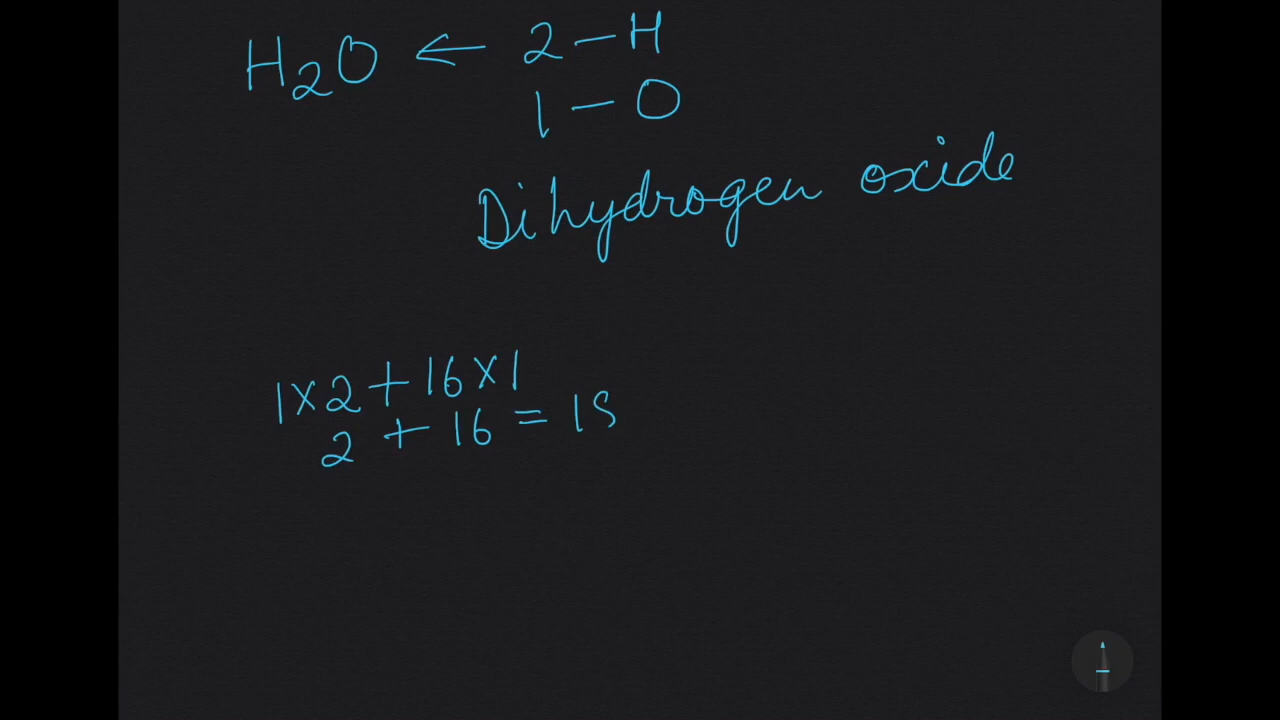 H₂O ← 2 – H
1 – O
Dihydrogen oxide
1×2+16×1
2 + 16 = 18